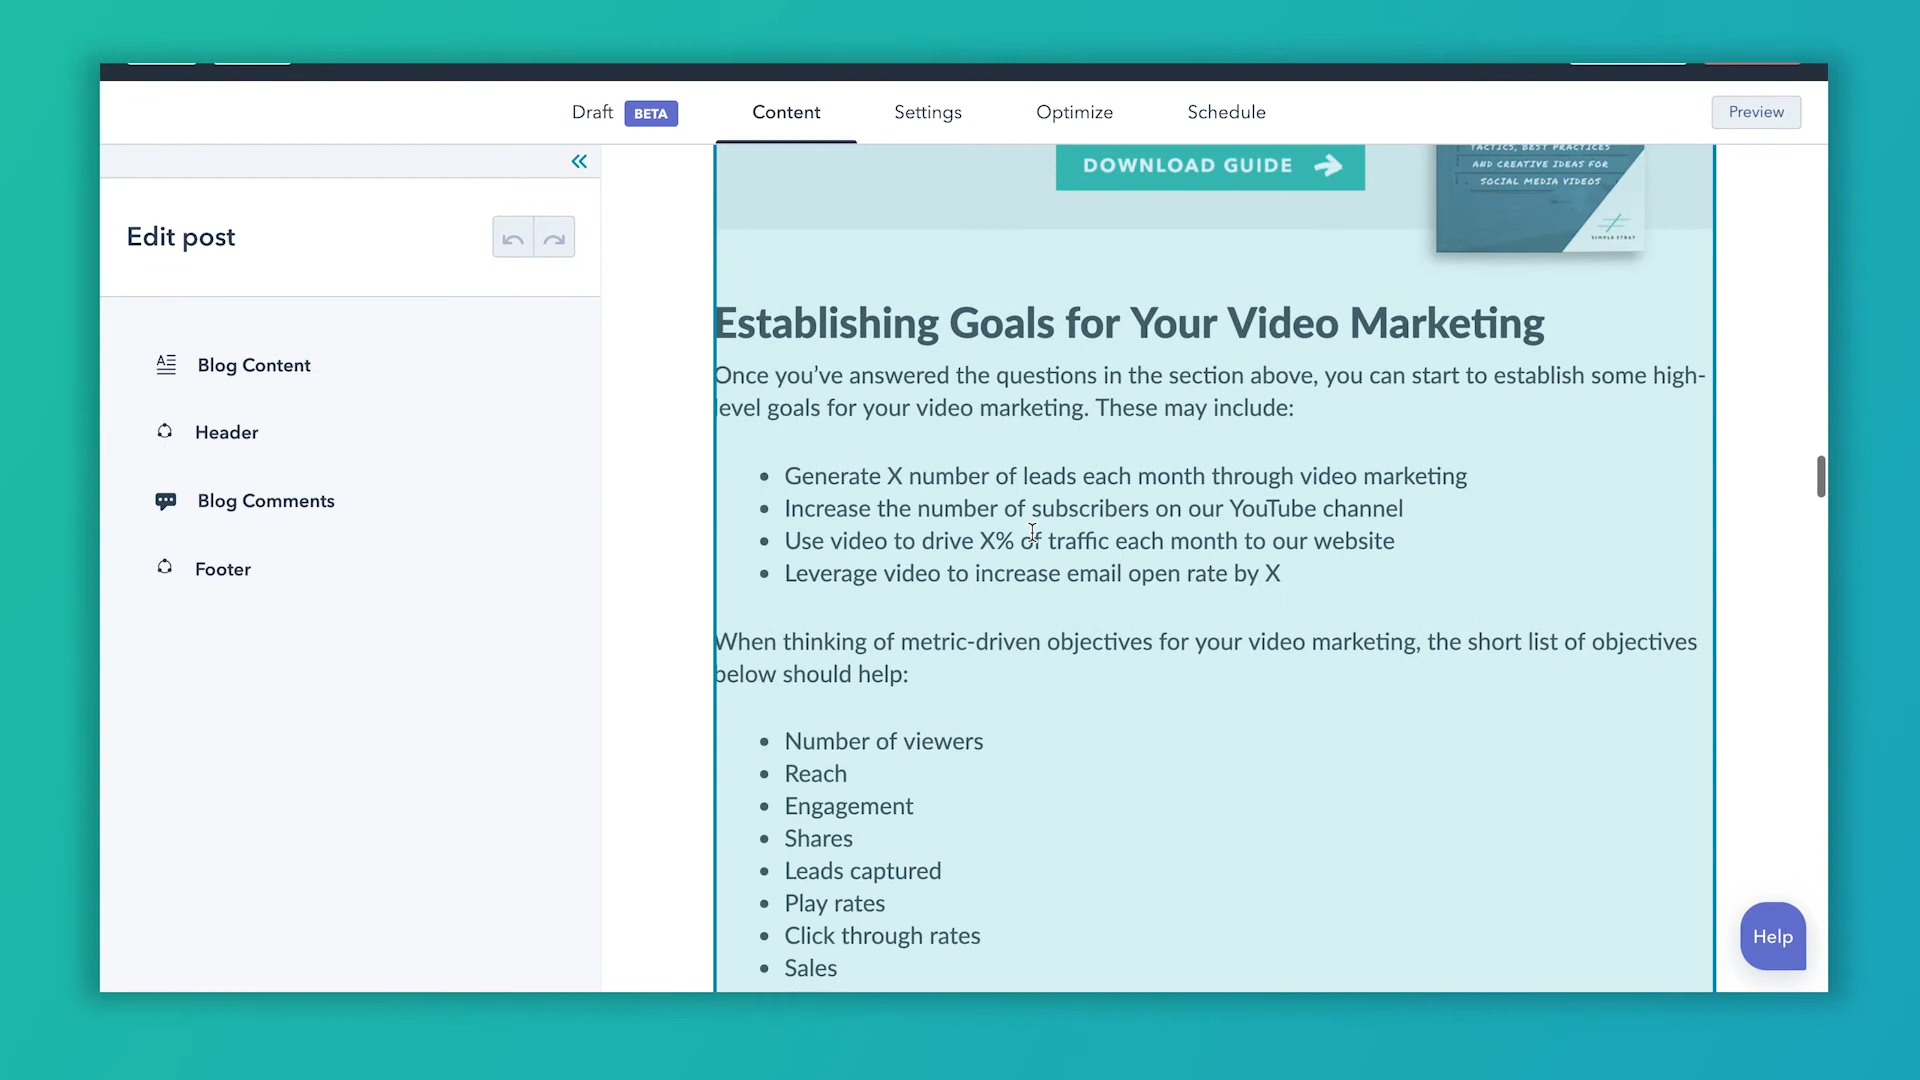 Draft BETA Content Settings Optimize Schedule Preview
«
Edit post
Blog Content
Header
Blog Comments
Footer
DOWNLOAD GUIDE
TACTICS, BEST PRACTICES
AND CREATIVE IDEAS FOR
SOCIAL MEDIA VIDEOS
SIMPLE STRAT
Establishing Goals for Your Video Marketing
Once you’ve answered the questions in the section above, you can start to establish some high-
level goals for your video marketing. These may include:
• Generate X number of leads each month through video marketing
• Increase the number of subscribers on our YouTube channel
• Use video to drive X% of traffic each month to our website
• Leverage video to increase email open rate by X
When thinking of metric-driven objectives for your video marketing, the short list of objectives
below should help:
• Number of viewers
• Reach
• Engagement
• Shares
• Leads captured
• Play rates
• Click through rates
• Sales
Help